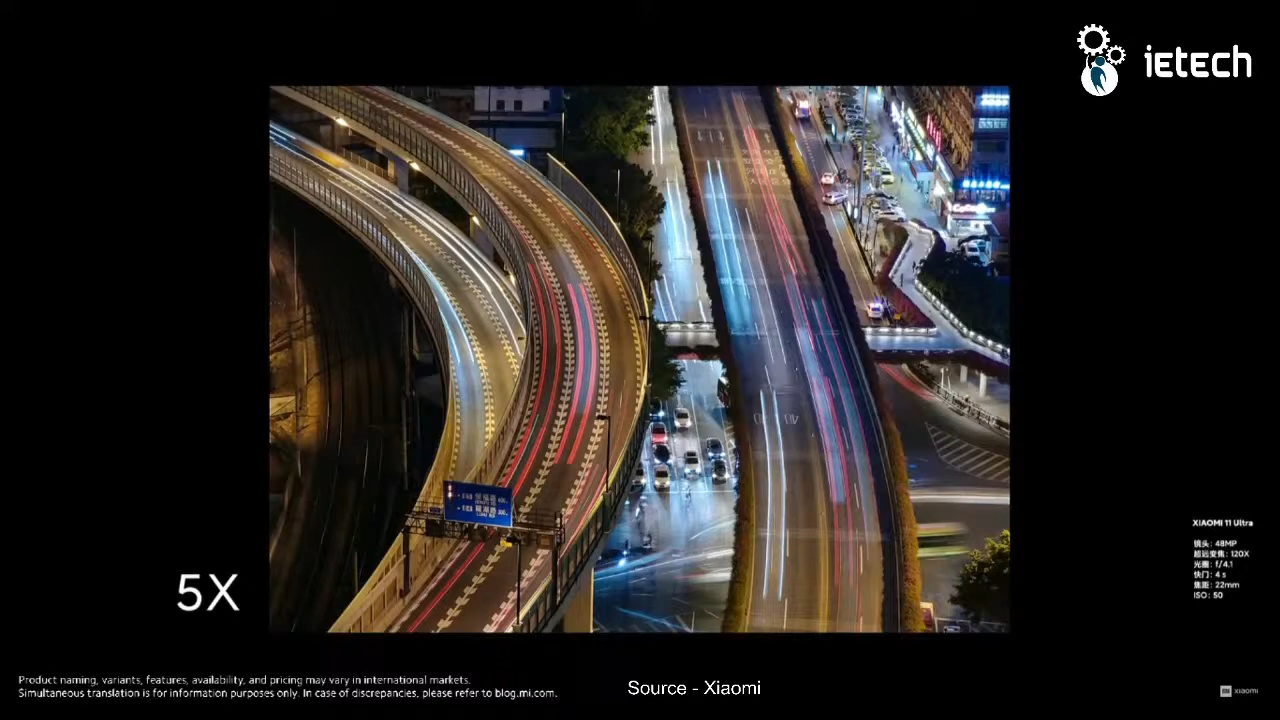 ietech
5X
XIAOMI 11 Ultra
镜头: 48MP
超远变焦: 120X
光圈: f/4.1
快门: 4 s
焦距: 22mm
ISO: 50
Product naming, variants, features, availability, and pricing may vary in international markets.
Simultaneous translation is for information purposes only. In case of discrepancies, please refer to blog.mi.com.
Source - Xiaomi
xiaomi